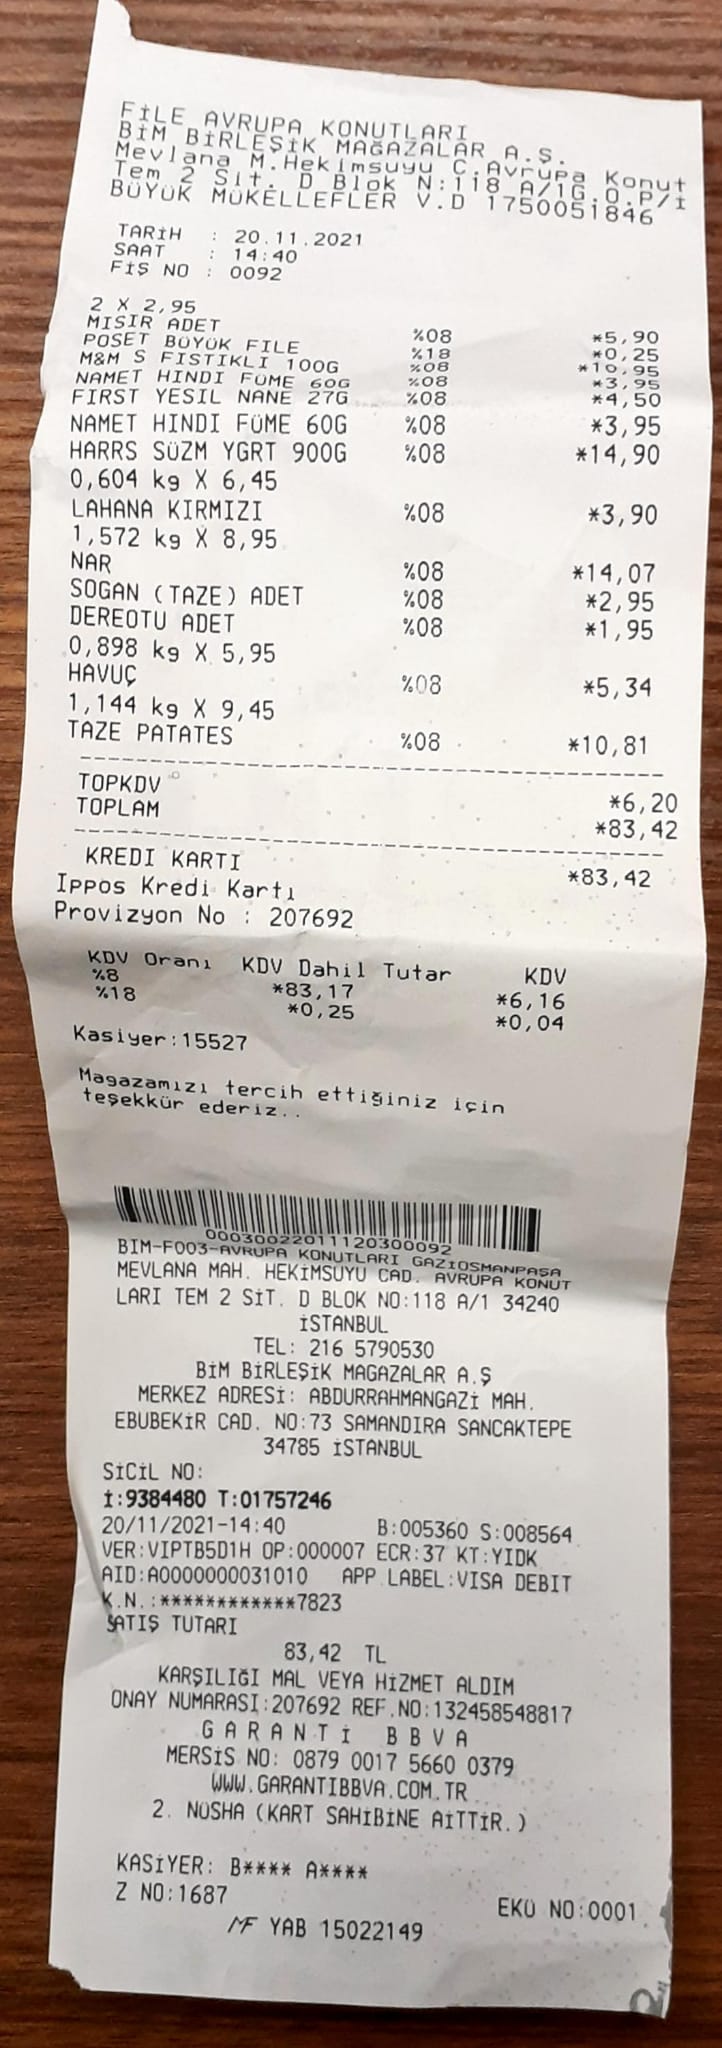 FİLE AVRUPA KONUTLARI
BİM BİRLEŞİK MAĞAZALAR A.Ş.
Mevlana M.Hekimsuyu C.Avrupa Konut
Tem 2 Sit. D Blok N:118 A/1G.O.P/İ
BÜYÜK MÜKELLEFLER V.D 1750051846
TARİH : 20.11.2021
SAAT : 14:40
FİŞ NO : 0092
2 X 2,95
MISIR ADET %08 *5,90
POSET BÜYÜK FILE %18 *0,25
M&M S FISTIKLI 100G %08 *10,95
NAMET HINDI FÜME 60G %08 *3,95
FIRST YESIL NANE 27G %08 *4,50
NAMET HINDI FÜME 60G %08 *3,95
HARRS SÜZM YGRT 900G %08 *14,90
0,604 kg X 6,45
LAHANA KIRMIZI %08 *3,90
1,572 kg X 8,95
NAR %08 *14,07
SOGAN (TAZE) ADET %08 *2,95
DEREOTU ADET %08 *1,95
0,898 kg X 5,95
HAVUÇ %08 *5,34
1,144 kg X 9,45
TAZE PATATES %08 *10,81
TOPKDV *6,20
TOPLAM *83,42
KREDI KARTI *83,42
Ippos Kredi Kartı
Provizyon No : 207692
KDV Oranı KDV Dahil Tutar KDV
%8 *83,17 *6,16
%18 *0,25 *0,04
Kasiyer:15527
Magazamızı tercih ettiğiniz için
teşekkür ederiz..
000300220111120300092
BIM-F003-AVRUPA KONUTLARI GAZİOSMANPAŞA
MEVLANA MAH. HEKİMSUYU CAD. AVRUPA KONUT
LARI TEM 2 SİT. D BLOK NO:118 A/1 34240
İSTANBUL
TEL: 216 5790530
BİM BİRLEŞİK MAGAZALAR A.Ş
MERKEZ ADRESİ: ABDURRAHMANGAZİ MAH.
EBUBEKİR CAD. NO:73 SAMANDIRA SANCAKTEPE
34785 İSTANBUL
SİCİL NO:
İ:9384480 T:01757246
20/11/2021-14:40 B:005360 S:008564
VER:VIPTB5D1H OP:000007 ECR:37 KT:YIDK
AID:A0000000031010 APP LABEL:VISA DEBIT
K.N.:************7823
SATIŞ TUTARI
83,42 TL
KARŞILIĞI MAL VEYA HİZMET ALDIM
ONAY NUMARASI:207692 REF.NO:132458548817
GARANTİ BBVA
MERSİS NO: 0879 0017 5660 0379
WWW.GARANTIBBVA.COM.TR
2. NÜSHA (KART SAHİBİNE AİTTİR.)
KASİYER: B**** A****
Z NO:1687 EKÜ NO:0001
MF YAB 15022149